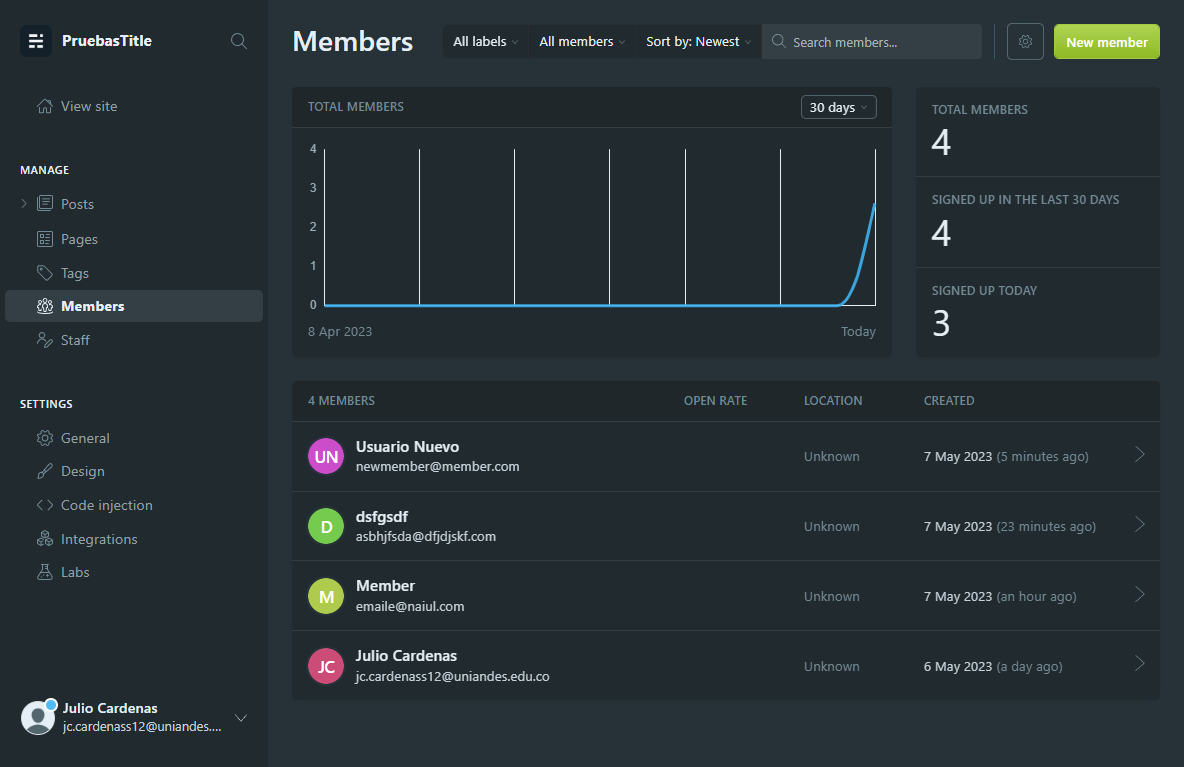 PruebasTitle
View site
MANAGE
Posts
Pages
Tags
Members
Staff
SETTINGS
General
Design
Code injection
Integrations
Labs
Julio Cardenas
jc.cardenass12@uniandes....
Members
All labels
All members
Sort by: Newest
Search members...
New member
TOTAL MEMBERS
30 days
4
3
2
1
0
8 Apr 2023
Today
TOTAL MEMBERS
4
SIGNED UP IN THE LAST 30 DAYS
4
SIGNED UP TODAY
3
4 MEMBERS OPEN RATE LOCATION CREATED
UN
Usuario Nuevo
newmember@member.com
Unknown
7 May 2023 (5 minutes ago)
D
dsfgsdf
asbhjfsda@dfjdjskf.com
Unknown
7 May 2023 (23 minutes ago)
M
Member
emaile@naiul.com
Unknown
7 May 2023 (an hour ago)
JC
Julio Cardenas
jc.cardenass12@uniandes.edu.co
Unknown
6 May 2023 (a day ago)